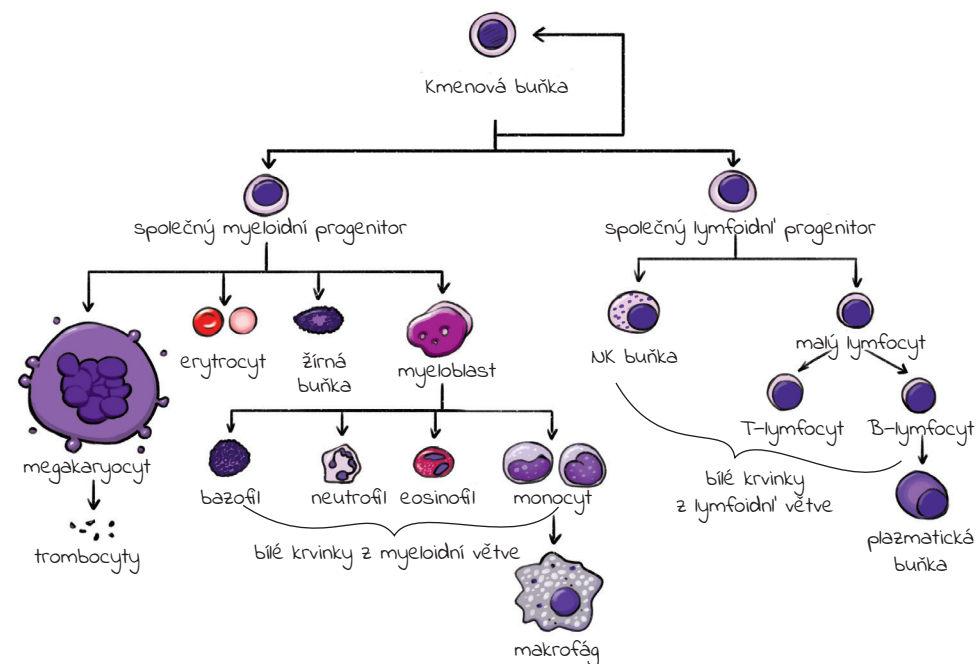 Kmenová buňka
společný myeloidní progenitor
společný lymfoidní progenitor
erytrocyt
žírná
buňka
myeloblast
NK buňka
malý lymfocyt
T-lymfocyt
B-lymfocyt
megakaryocyt
bazofil
neutrofil
eosinofil
monocyt
bílé krvinky
z lymfoidní větve
trombocyty
bílé krvinky z myeloidní větve
plazmatická
buňka
makrofág